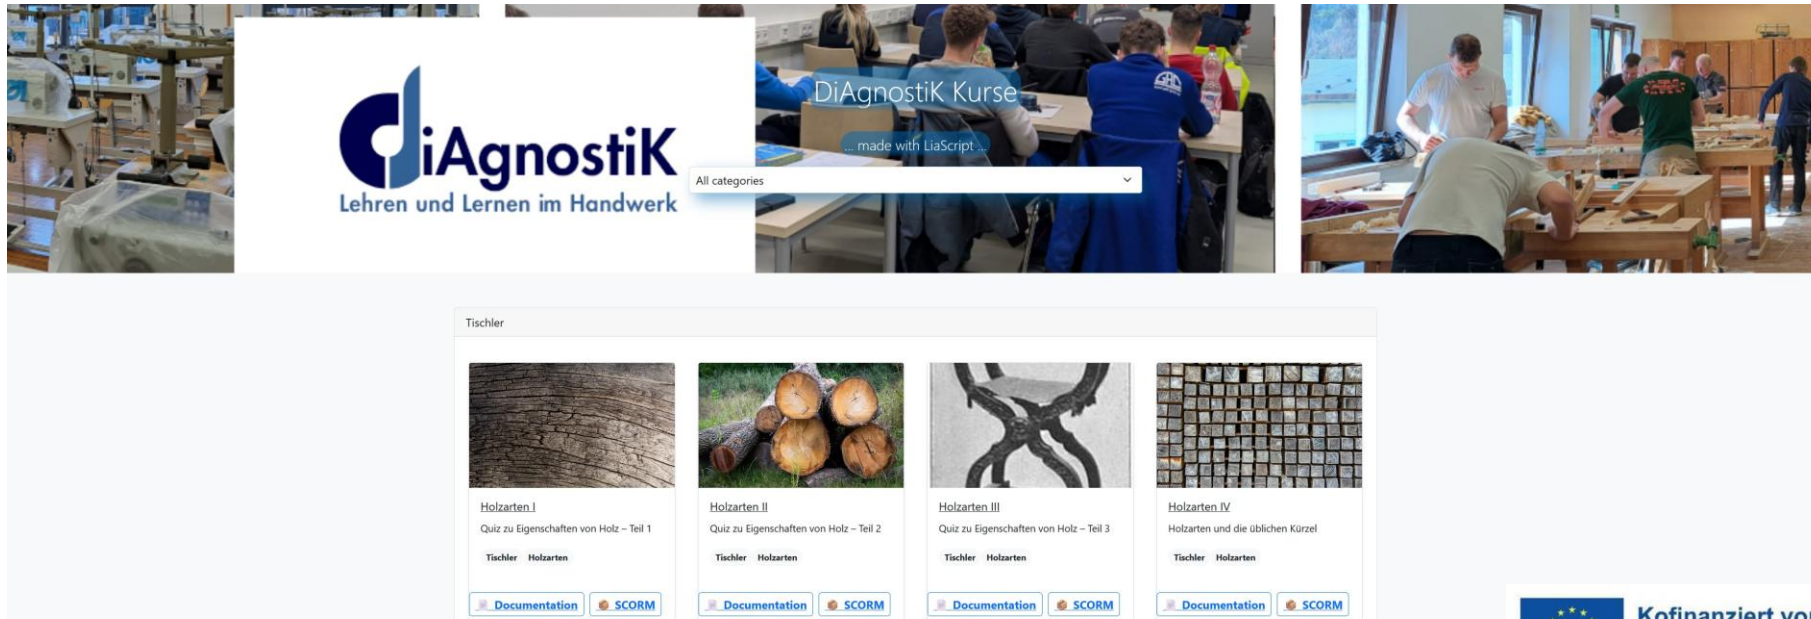 diAgnostiK
Lehren und Lernen im Handwerk
DiAgnostiK Kurse
... made with LiaScript ...
All categories
Tischler
Holzarten I
Quiz zu Eigenschaften von Holz – Teil 1
Tischler Holzarten
Documentation SCORM
Holzarten II
Quiz zu Eigenschaften von Holz – Teil 2
Tischler Holzarten
Documentation SCORM
Holzarten III
Quiz zu Eigenschaften von Holz – Teil 3
Tischler Holzarten
Documentation SCORM
Holzarten IV
Holzarten und die üblichen Kürzel
Tischler Holzarten
Documentation SCORM
Kofinanziert vo